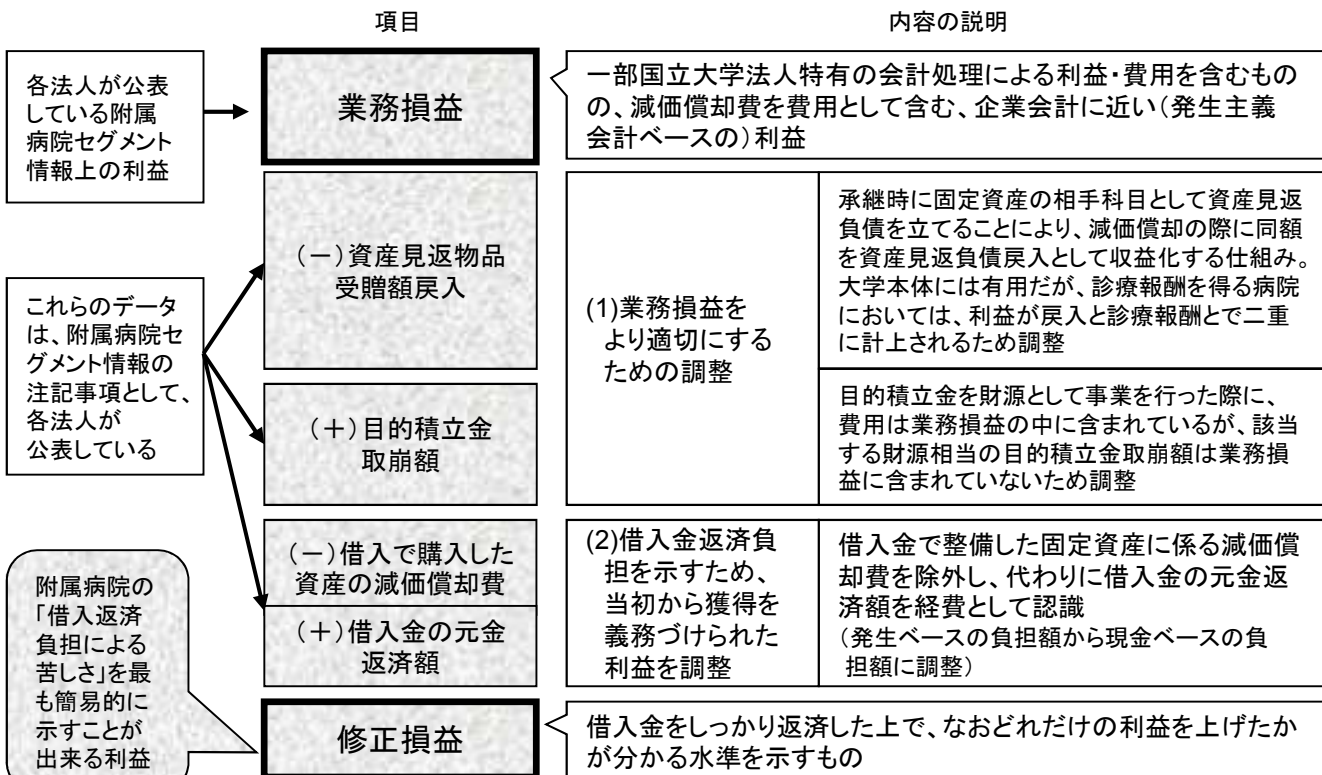 項目
内容の説明
各法人が公表
している附属
病院セグメント
情報上の利益
業務損益
一部国立大学法人特有の会計処理による利益・費用を含むもの
の、減価償却費を費用として含む、企業会計に近い（発生主義
会計ベースの）利益
これらのデータ
は、附属病院セ
グメント情報の
注記事項として、
各法人が
公表している
（－）資産見返物品
受贈額戻入
(1)業務損益を
より適切にする
ための調整
承継時に固定資産の相手科目として資産見返
負債を立てることにより、減価償却の際に同額
を資産見返負債戻入として収益化する仕組み。
大学本体には有用だが、診療報酬を得る病院
においては、利益が戻入と診療報酬とで二重
に計上されるため調整
（＋）目的積立金
取崩額
目的積立金を財源として事業を行った際に、
費用は業務損益の中に含まれているが、該当
する財源相当の目的積立金取崩額は業務損
益に含まれていないため調整
（－）借入で購入した
資産の減価償却費
（＋）借入金の元金
返済額
(2)借入金返済負
担を示すため、
当初から獲得を
義務づけられた
利益を調整
借入金で整備した固定資産に係る減価償
却費を除外し、代わりに借入金の元金返
済額を経費として認識
（発生ベースの負担額から現金ベースの負
担額に調整）
附属病院の
「借入返済
負担による
苦しさ」を最
も簡易的に
示すことが
出来る利益
修正損益
借入金をしっかり返済した上で、なおどれだけの利益を上げたか
が分かる水準を示すもの